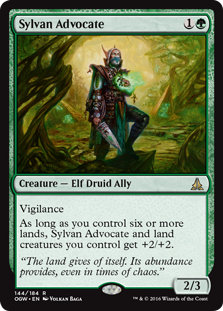 Sylvan Advocate 1
Creature — Elf Druid Ally
Vigilance
As long as you control six or
more lands, Sylvan Advocate and land
creatures you control get +2/+2.
“The land gives of itself. Its abundance
provides, even in times of chaos.”
144/184 R
OGW • EN VOLKAN BAGA
2/3
™ & © 2016 Wizards of the Coast